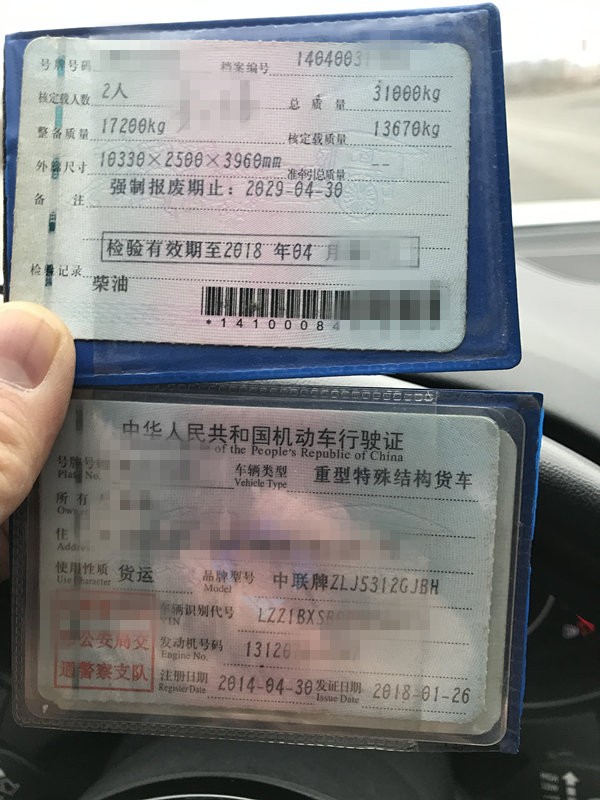 号牌号码 档案编号 14040031
核定载人数 2人 总质量 31000kg
整备质量 17200kg 核定载质量 13670kg
外廓尺寸 10330×2500×3960mm 准牵引总质量 --
备注 强制报废期止：2029-04-30
检验有效期至2018 年04 月
检验记录
柴油
*14100084
中华人民共和国机动车行驶证
of the People's Republic of China
号牌号码 车辆类型 重型特殊结构货车
Plate No. Vehicle Type
所有
Owne
住
Addres
使用性质 货运 品牌型号 中联牌ZLJ5312GJBH
Use Character Model
车辆识别代号 LZZ1BXS
VIN
公安局交 发动机号码 13120
Engine No.
通警察支队 注册日期 2014-04-30 发证日期 2018-01-26
Register Date Issue Date